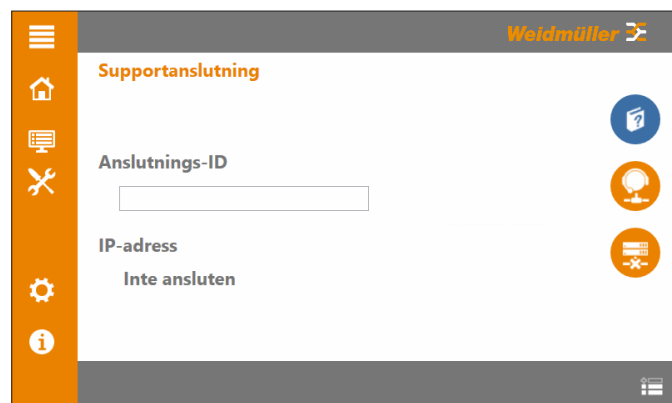 Weidmüller
Supportanslutning
Anslutnings-ID
IP-adress
Inte ansluten